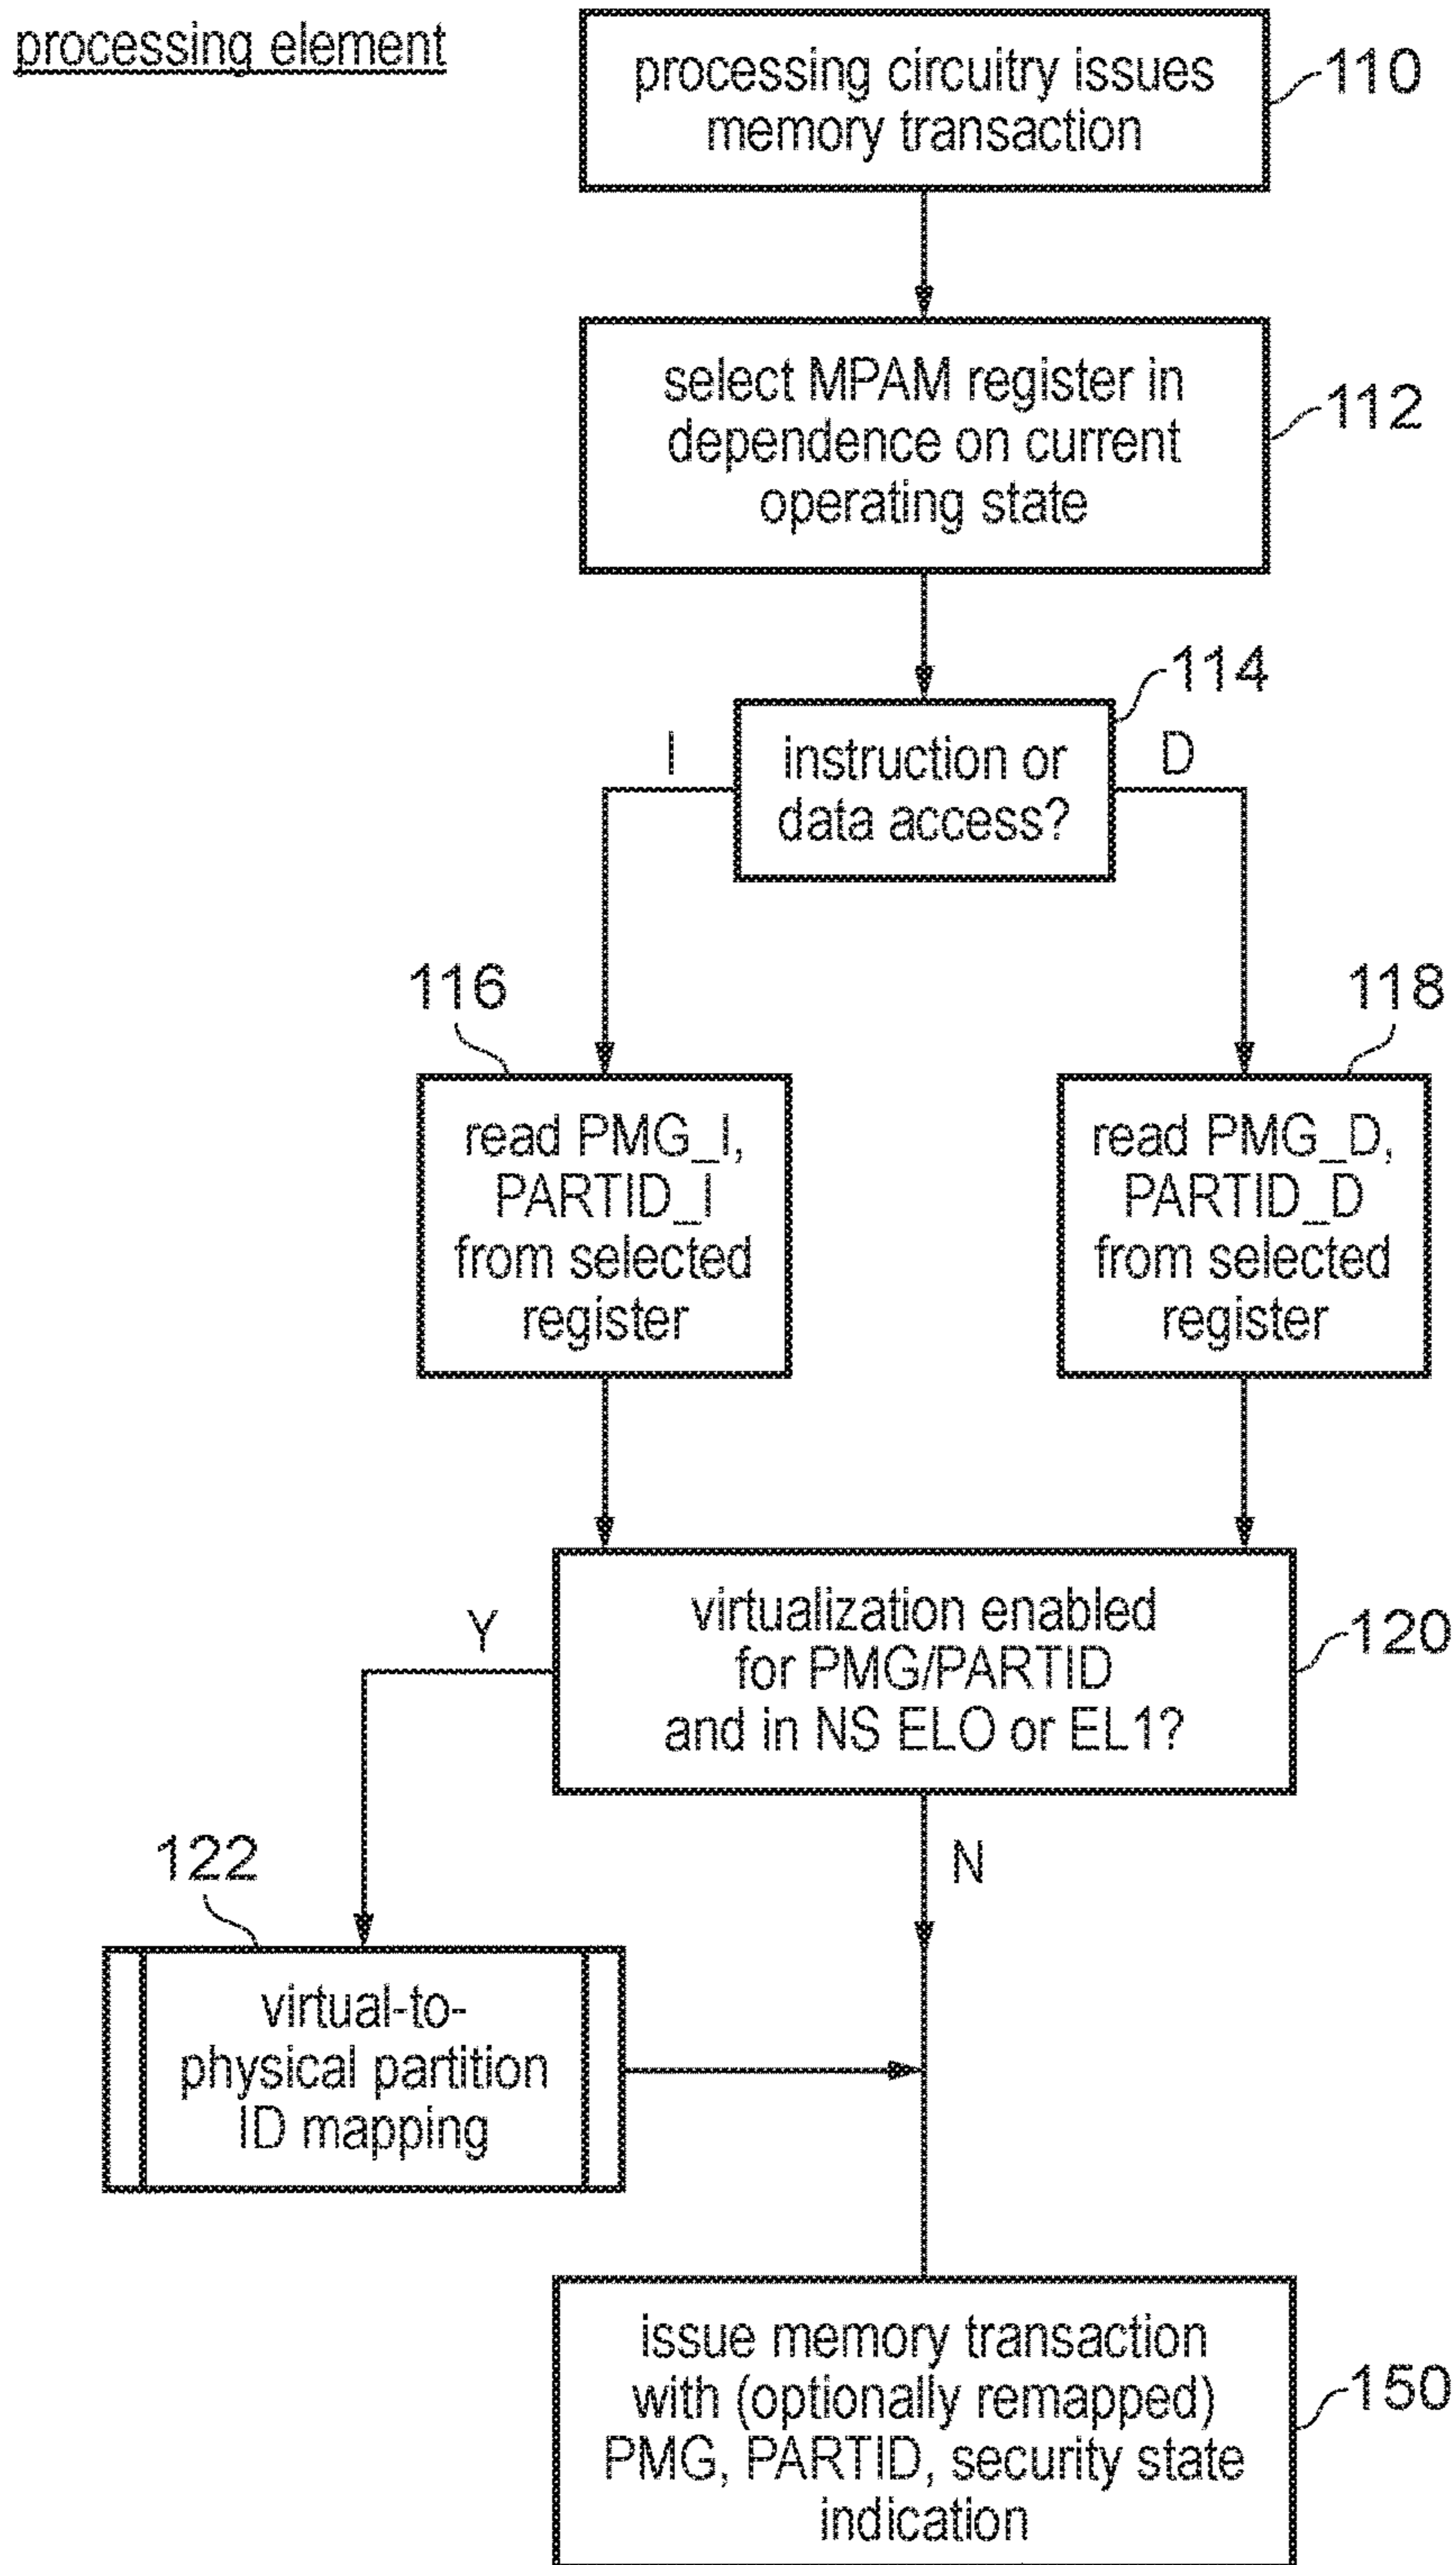 processing element
processing circuitry issues
memory transaction
110
select MPAM register in
dependence on current
operating state
112
114
I
instruction or
data access?
D
116
118
read PMG_I,
PARTID_I
from selected
register
read PMG_D,
PARTID_D
from selected
register
virtualization enabled
for PMG/PARTID
and in NS EL0 or EL1?
120
Y
N
122
virtual-to-
physical partition
ID mapping
issue memory transaction
with (optionally remapped)
PMG, PARTID, security state
indication
150